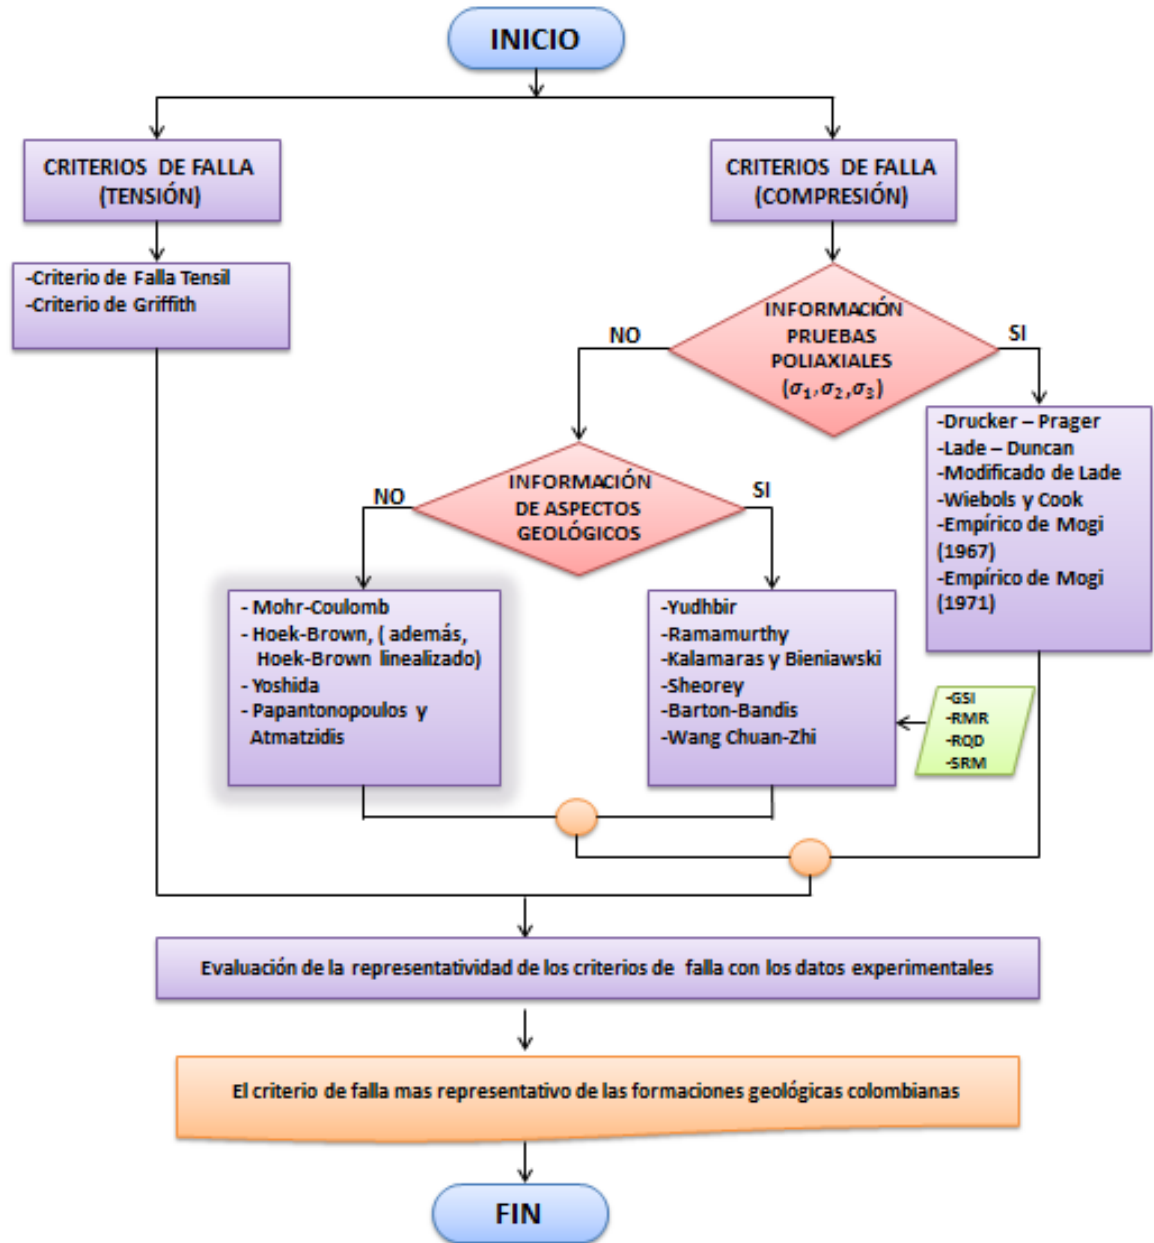 INICIO
CRITERIOS DE FALLA
(TENSIÓN)
CRITERIOS DE FALLA
(COMPRESIÓN)
-Criterio de Falla Tensil
-Criterio de Griffith
INFORMACIÓN
PRUEBAS
POLIAXIALES
(σ₁,σ₂,σ₃)
NO
SI
-Drucker – Prager
-Lade – Duncan
-Modificado de Lade
-Wiebols y Cook
-Empírico de Mogi
(1967)
-Empírico de Mogi
(1971)
INFORMACIÓN
DE ASPECTOS
GEOLÓGICOS
NO
SI
- Mohr-Coulomb
- Hoek-Brown, ( además,
Hoek-Brown linealizado)
- Yoshida
- Papantonopoulos y
Atmatzidis
-Yudhbir
-Ramamurthy
-Kalamaras y Bieniawski
-Sheorey
-Barton-Bandis
-Wang Chuan-Zhi
-GSI
-RMR
-RQD
-SRM
Evaluación de la representatividad de los criterios de falla con los datos experimentales
El criterio de falla mas representativo de las formaciones geológicas colombianas
FIN